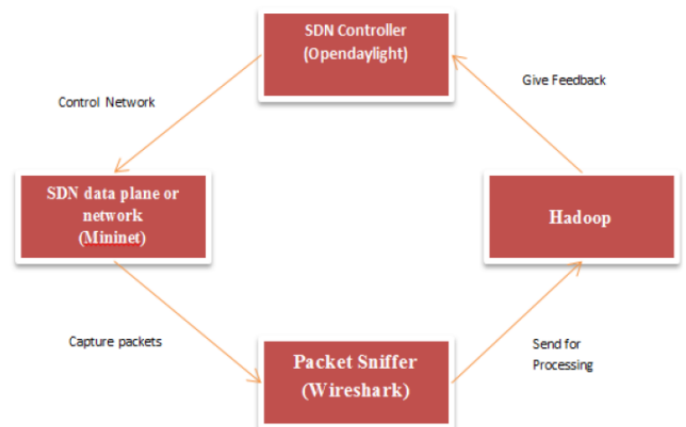 SDN Controller
(Opendaylight)
Control Network
Give Feedback
SDN data plane or
network
(Mininet)
Hadoop
Capture packets
Send for
Processing
Packet Sniffer
(Wireshark)